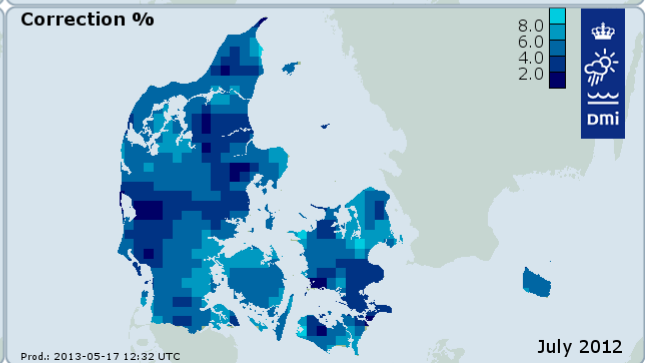 Correction %
8.0
6.0
4.0
2.0
DMi
July 2012
Prod.: 2013-05-17 12:32 UTC